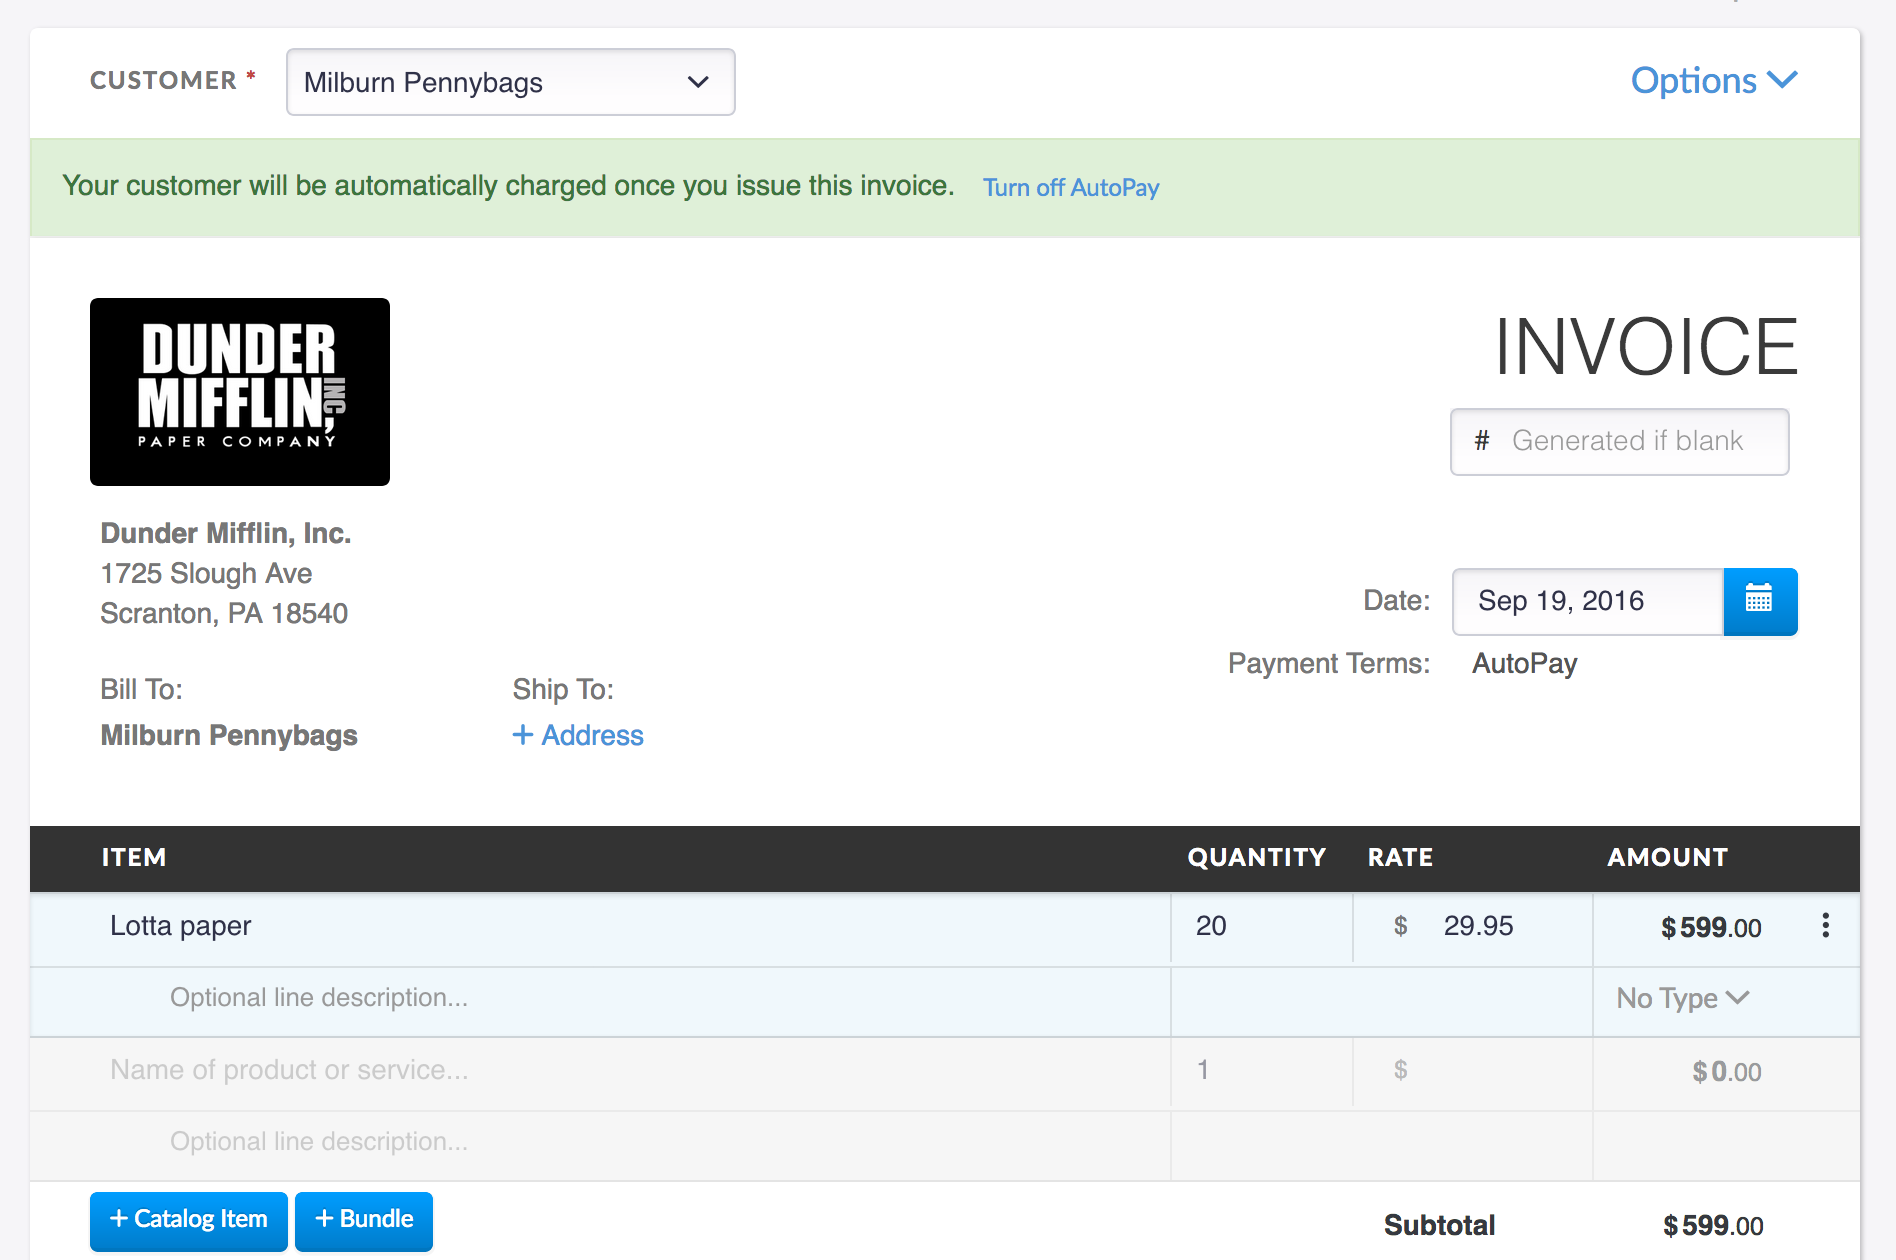 CUSTOMER * Milburn Pennybags Options
Your customer will be automatically charged once you issue this invoice. Turn off AutoPay
DUNDER
MIFFLIN, INC.
PAPER COMPANY
INVOICE
# Generated if blank
Dunder Mifflin, Inc.
1725 Slough Ave
Scranton, PA 18540
Date: Sep 19, 2016
Payment Terms: AutoPay
Bill To: Ship To:
Milburn Pennybags + Address
ITEM QUANTITY RATE AMOUNT
Lotta paper 20 $ 29.95 $599.00
Optional line description... No Type
Name of product or service... 1 $ $0.00
Optional line description...
+ Catalog Item + Bundle Subtotal $599.00